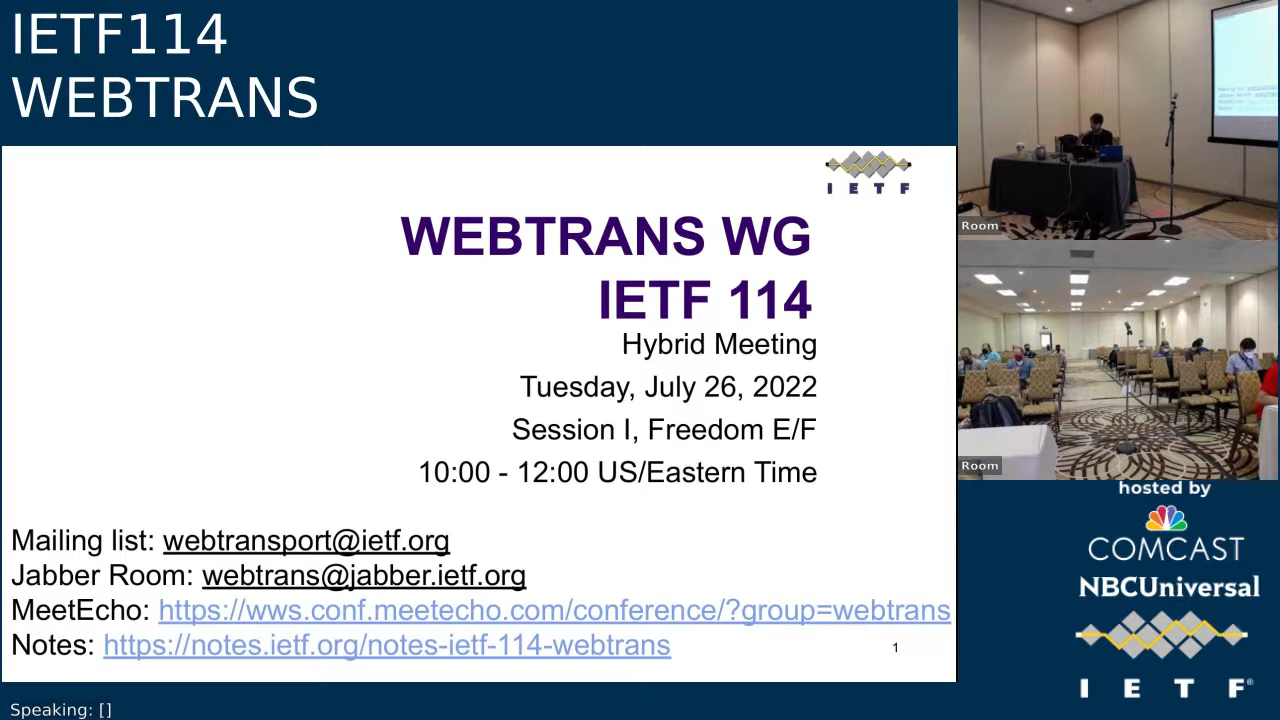 IETF114
WEBTRANS
I E T F
WEBTRANS WG
IETF 114
Hybrid Meeting
Tuesday, July 26, 2022
Session I, Freedom E/F
10:00 - 12:00 US/Eastern Time
Mailing list: webtransport@ietf.org
Jabber Room: webtrans@jabber.ietf.org
MeetEcho: https://wws.conf.meetecho.com/conference/?group=webtrans
Notes: https://notes.ietf.org/notes-ietf-114-webtrans
1
Speaking: []
Room
Room
hosted by
COMCAST
NBCUniversal
I E T F®